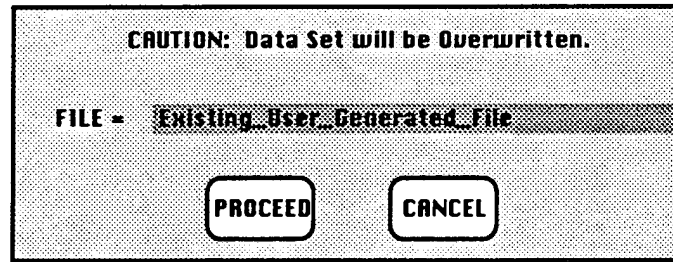 CAUTION: Data Set will be Overwritten.
FILE = Existing_User_Generated_File
PROCEED CANCEL